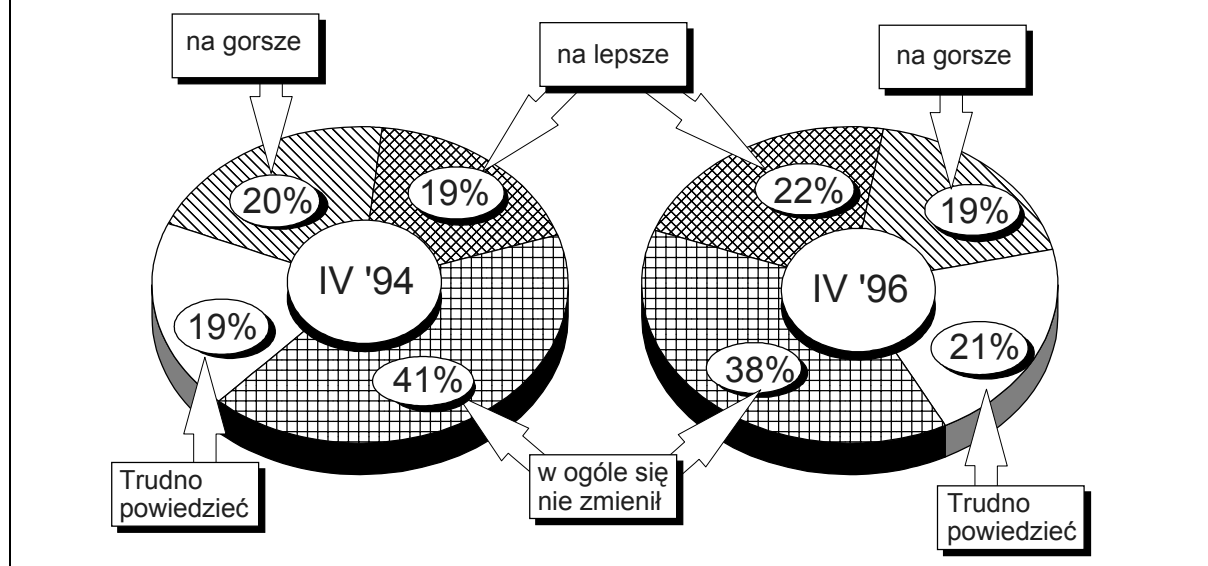 na gorsze
na lepsze
na gorsze
20%
19%
22%
19%
IV '94
IV '96
19%
41%
38%
21%
Trudno
powiedzieć
w ogóle się
nie zmienił
Trudno
powiedzieć